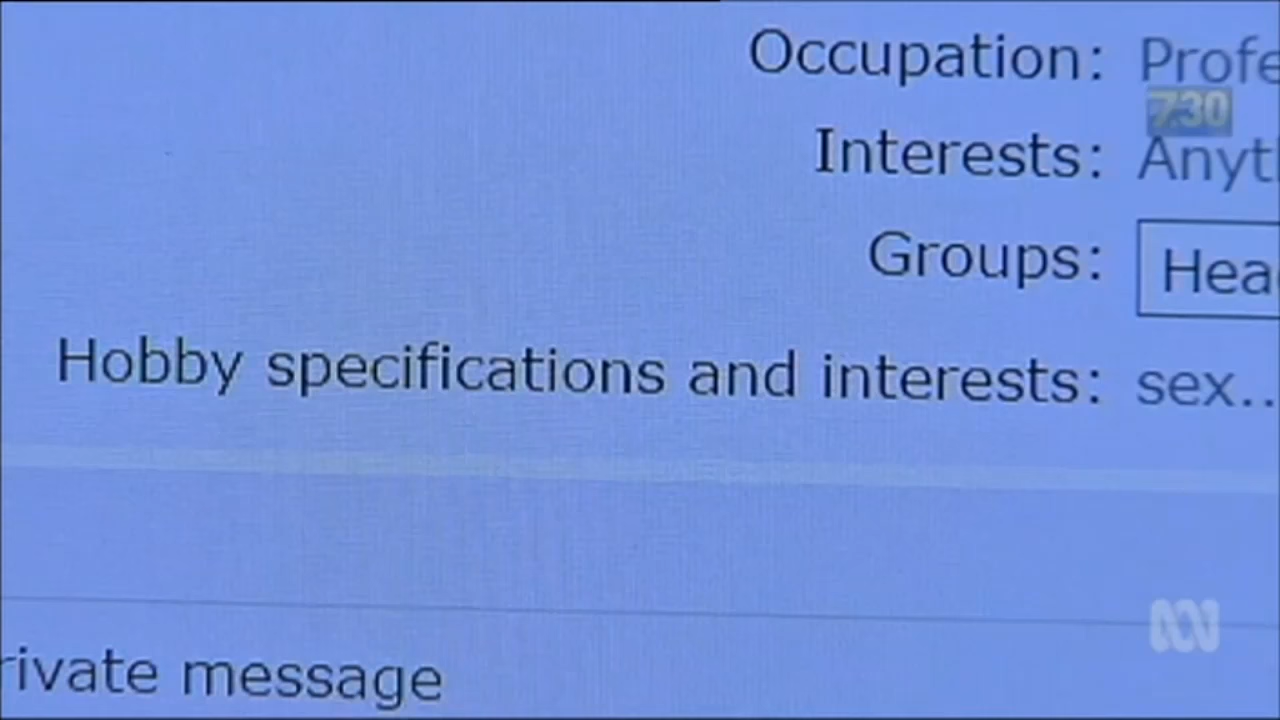 Occupation: Profe
7.30
Interests: Anyt
Groups: Hea
Hobby specifications and interests: sex..
rivate message